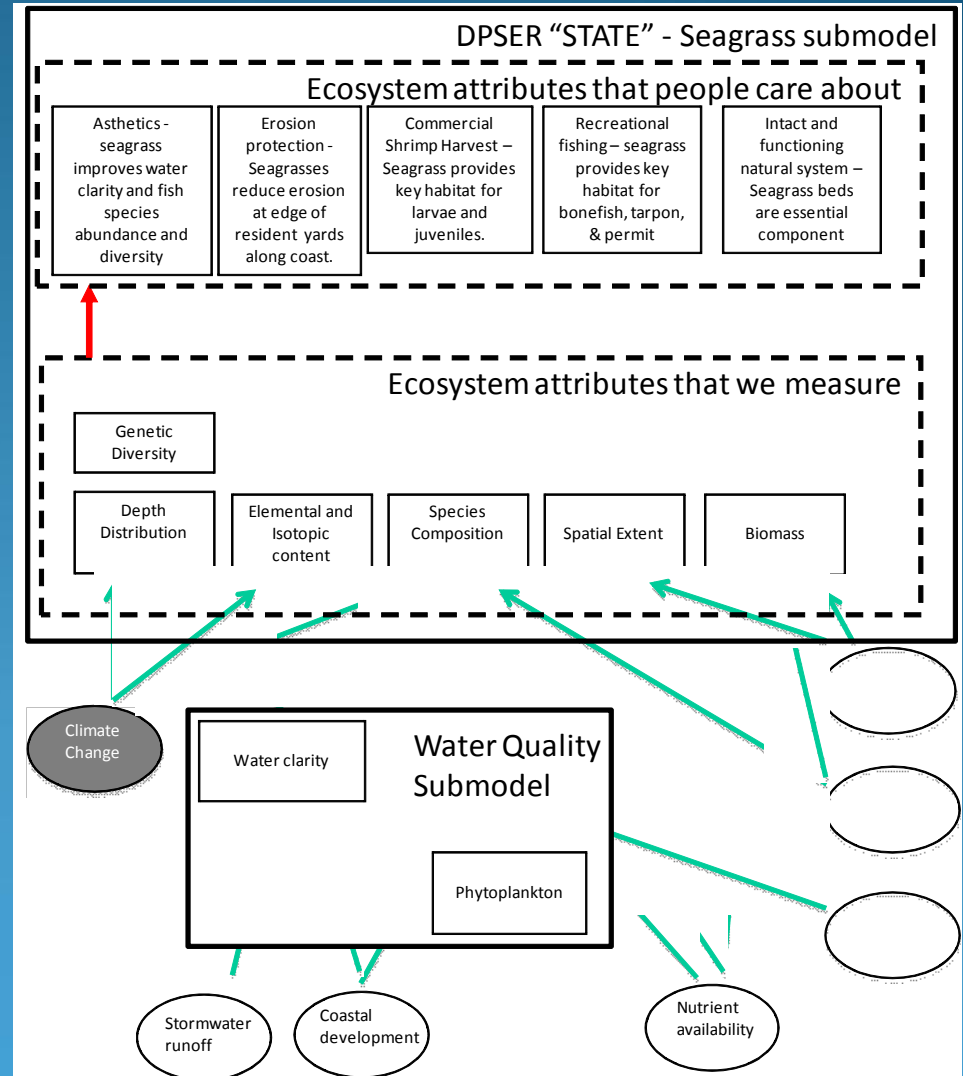 DPSER “STATE” - Seagrass submodel
Ecosystem attributes that people care about
Asthetics -
seagrass
improves water
clarity and fish
species
abundance and
diversity
Erosion
protection -
Seagrasses
reduce erosion
at edge of
resident yards
along coast.
Commercial
Shrimp Harvest –
Seagrass provides
key habitat for
larvae and
juveniles.
Recreational
fishing – seagrass
provides key
habitat for
bonefish, tarpon,
& permit
Intact and
functioning
natural system –
Seagrass beds
are essential
component
Ecosystem attributes that we measure
Genetic
Diversity
Depth
Distribution
Elemental and
Isotopic
content
Species
Composition
Spatial Extent
Biomass
Climate
Change
Water clarity
Water Quality
Submodel
Phytoplankton
Stormwater
runoff
Coastal
development
Nutrient
availability